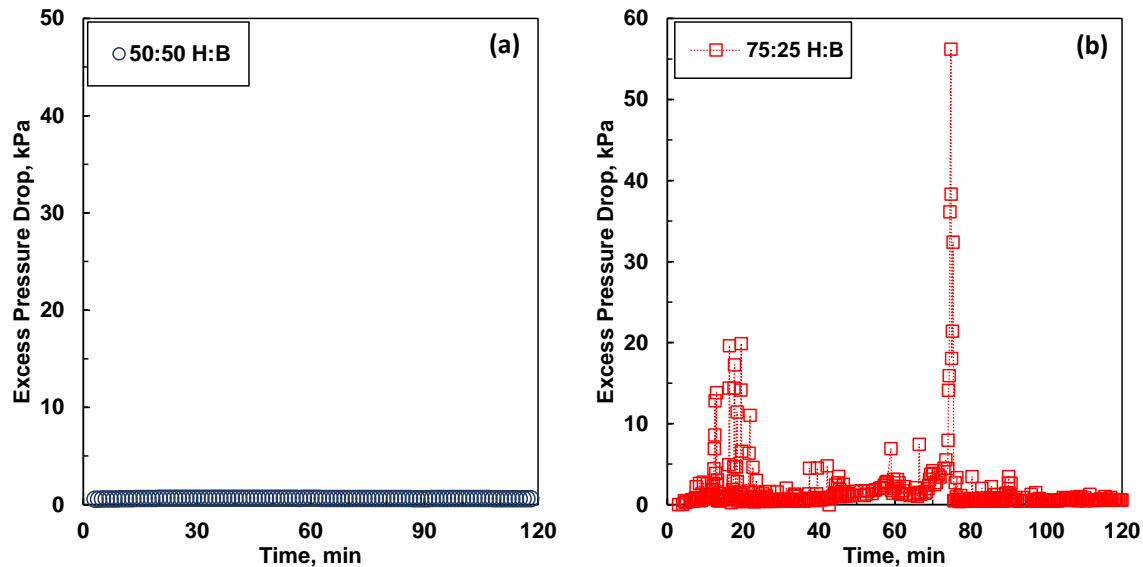 50:50 H:B
(a)
Excess Pressure Drop, kPa
50
40
30
20
10
0
0 30 60 90 120
Time, min
75:25 H:B
(b)
Excess Pressure Drop, kPa
60
50
40
30
20
10
0
0 20 40 60 80 100 120
Time, min